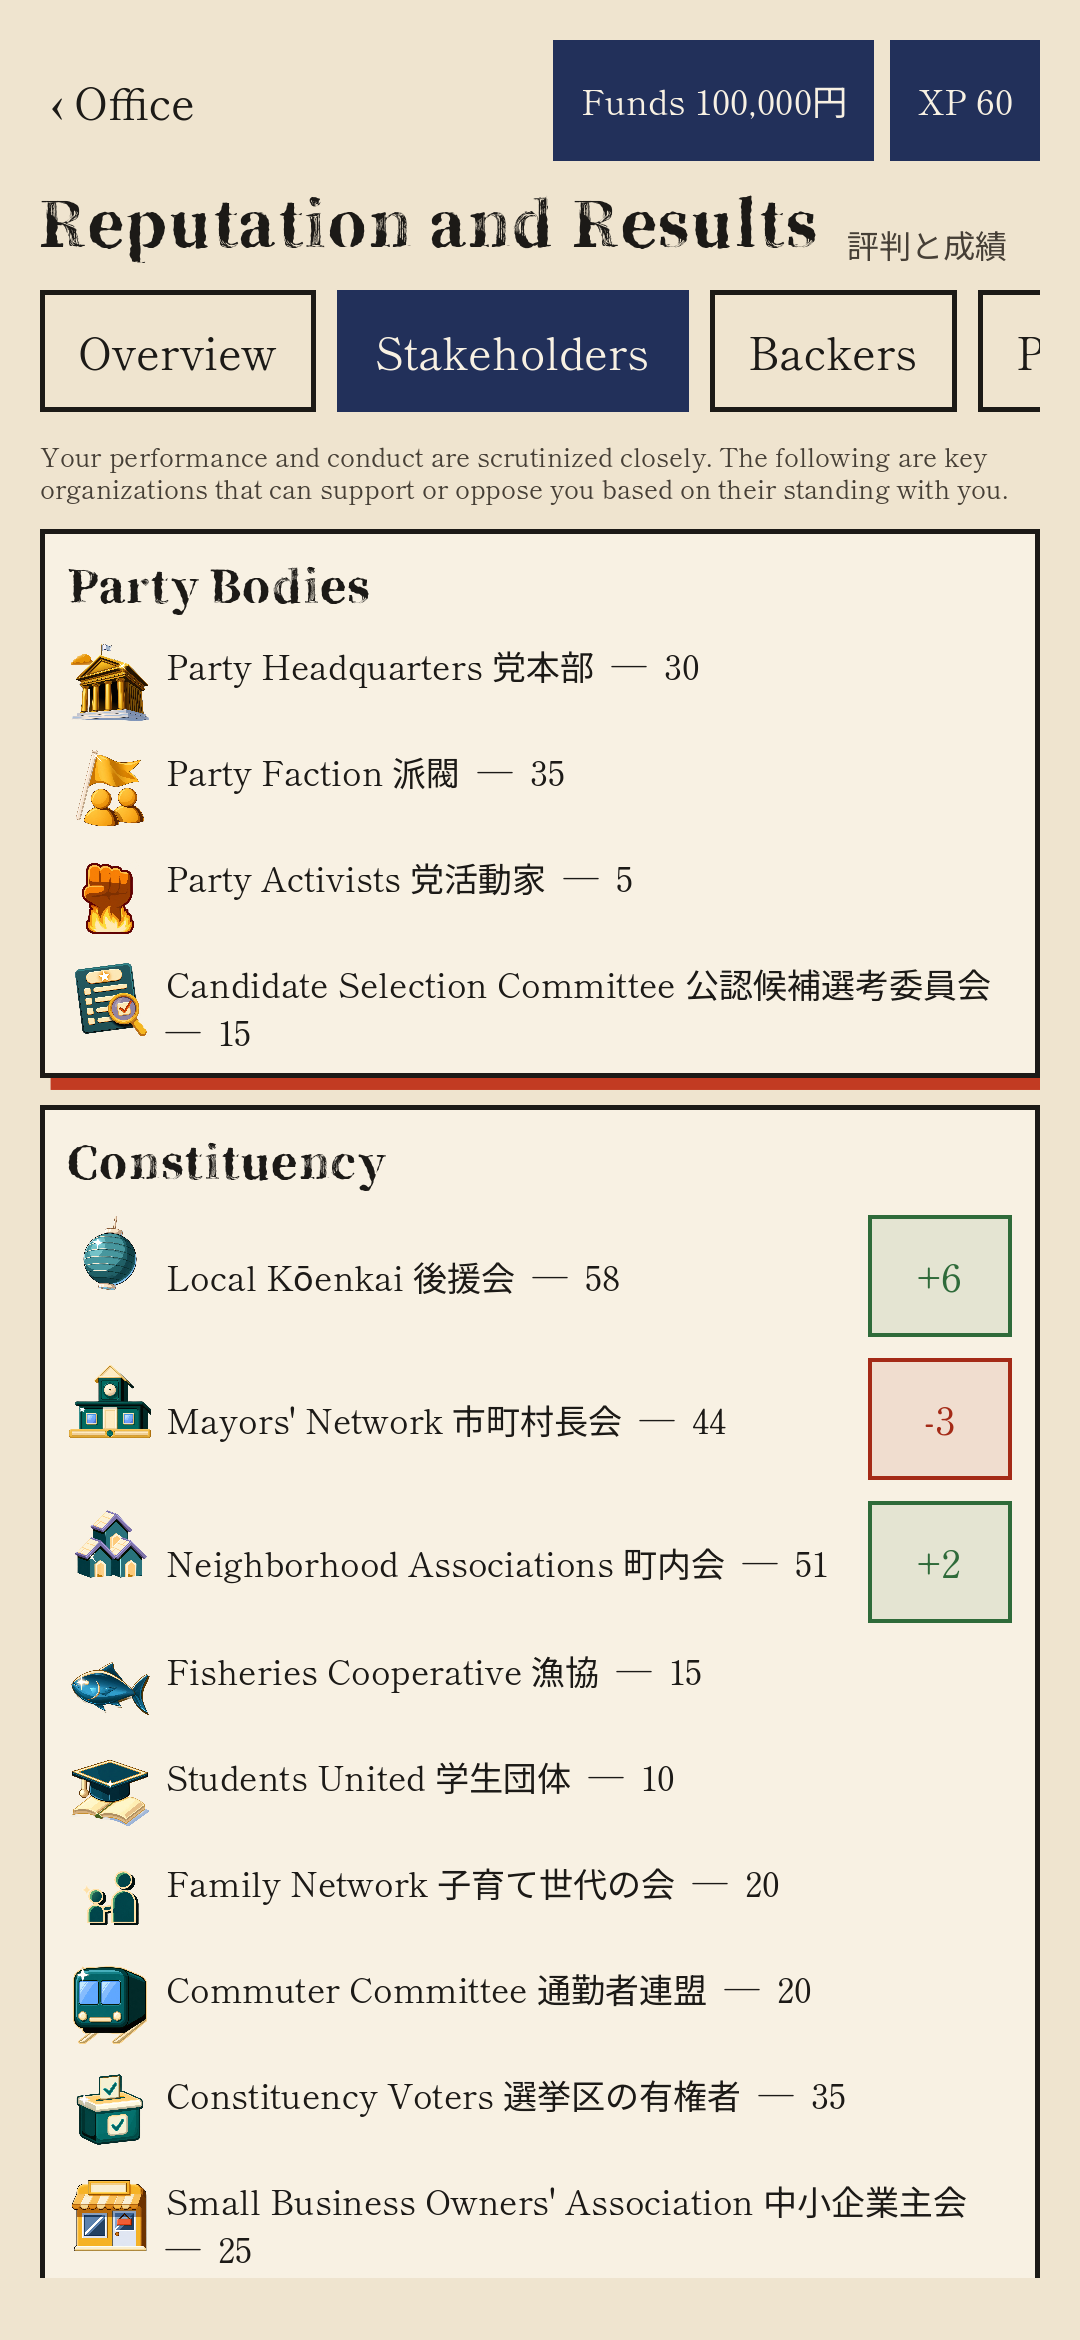 ‹ Office
Funds 100,000円
XP 60
Reputation and Results 評判と成績
Overview
Stakeholders
Backers
P
Your performance and conduct are scrutinized closely. The following are key
organizations that can support or oppose you based on their standing with you.
Party Bodies
Party Headquarters 党本部 — 30
Party Faction 派閥 — 35
Party Activists 党活動家 — 5
Candidate Selection Committee 公認候補選考委員会
— 15
Constituency
Local Kōenkai 後援会 — 58
+6
Mayors' Network 市町村長会 — 44
-3
Neighborhood Associations 町内会 — 51
+2
Fisheries Cooperative 漁協 — 15
Students United 学生団体 — 10
Family Network 子育て世代の会 — 20
Commuter Committee 通勤者連盟 — 20
Constituency Voters 選挙区の有権者 — 35
Small Business Owners' Association 中小企業主会
— 25